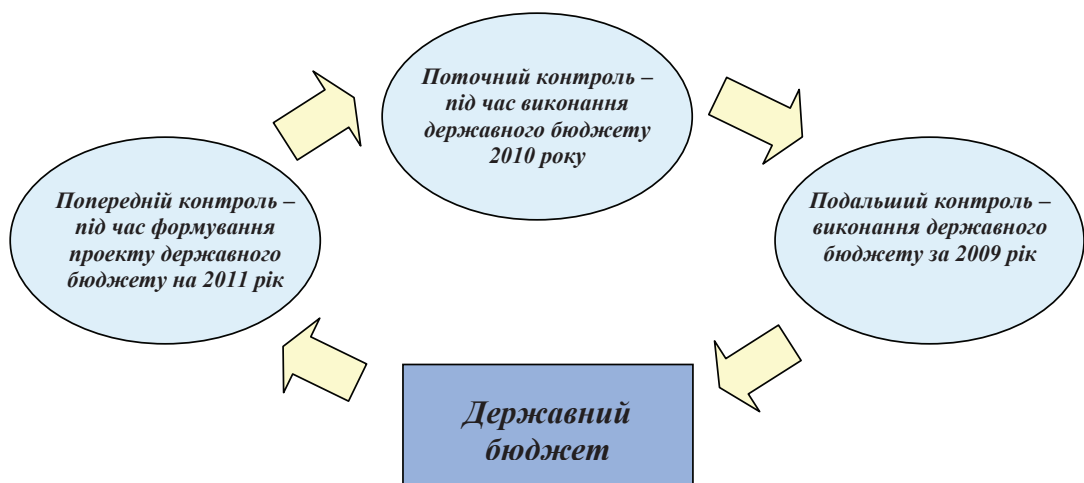 Поточний контроль –
під час виконання
державного бюджету
2010 року
Попередній контроль –
під час формування
проекту державного
бюджету на 2011 рік
Подальший контроль –
виконання державного
бюджету за 2009 рік
Державний
бюджет